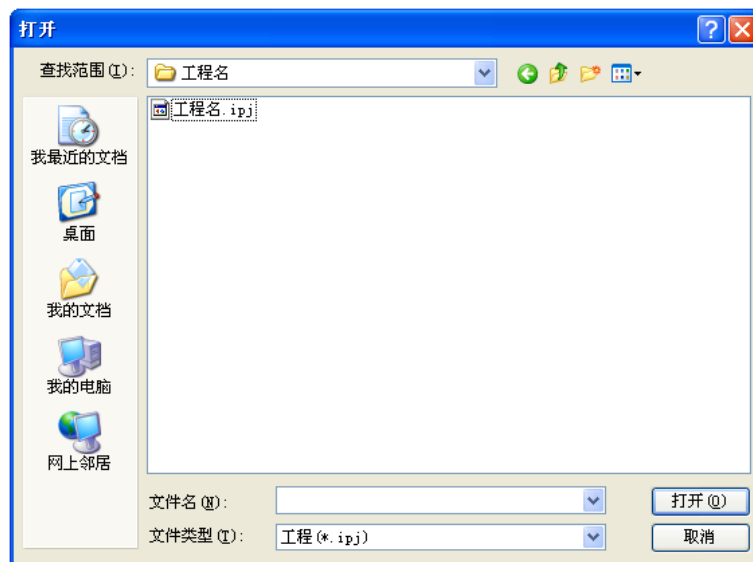 打开
查找范围(I):
工程名
工程名.ipj
我最近的文档
桌面
我的文档
我的电脑
网上邻居
文件名(N):
打开(O)
文件类型(T):
工程(*.ipj)
取消